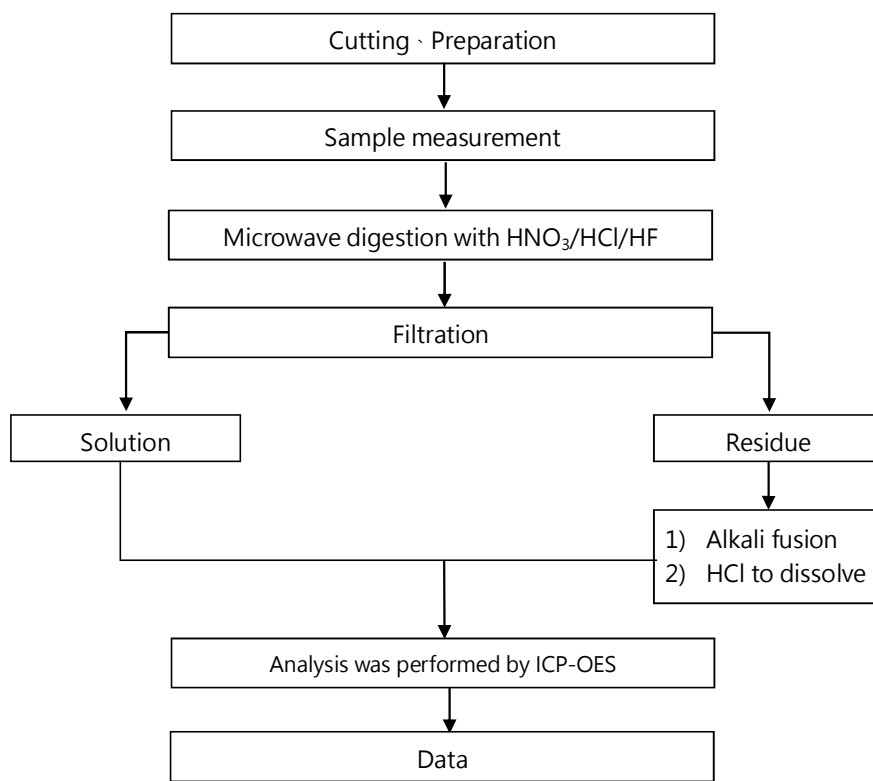 Cutting、Preparation
Sample measurement
Microwave digestion with HNO₃/HCl/HF
Filtration
Solution
Residue
1) Alkali fusion
2) HCl to dissolve
Analysis was performed by ICP-OES
Data